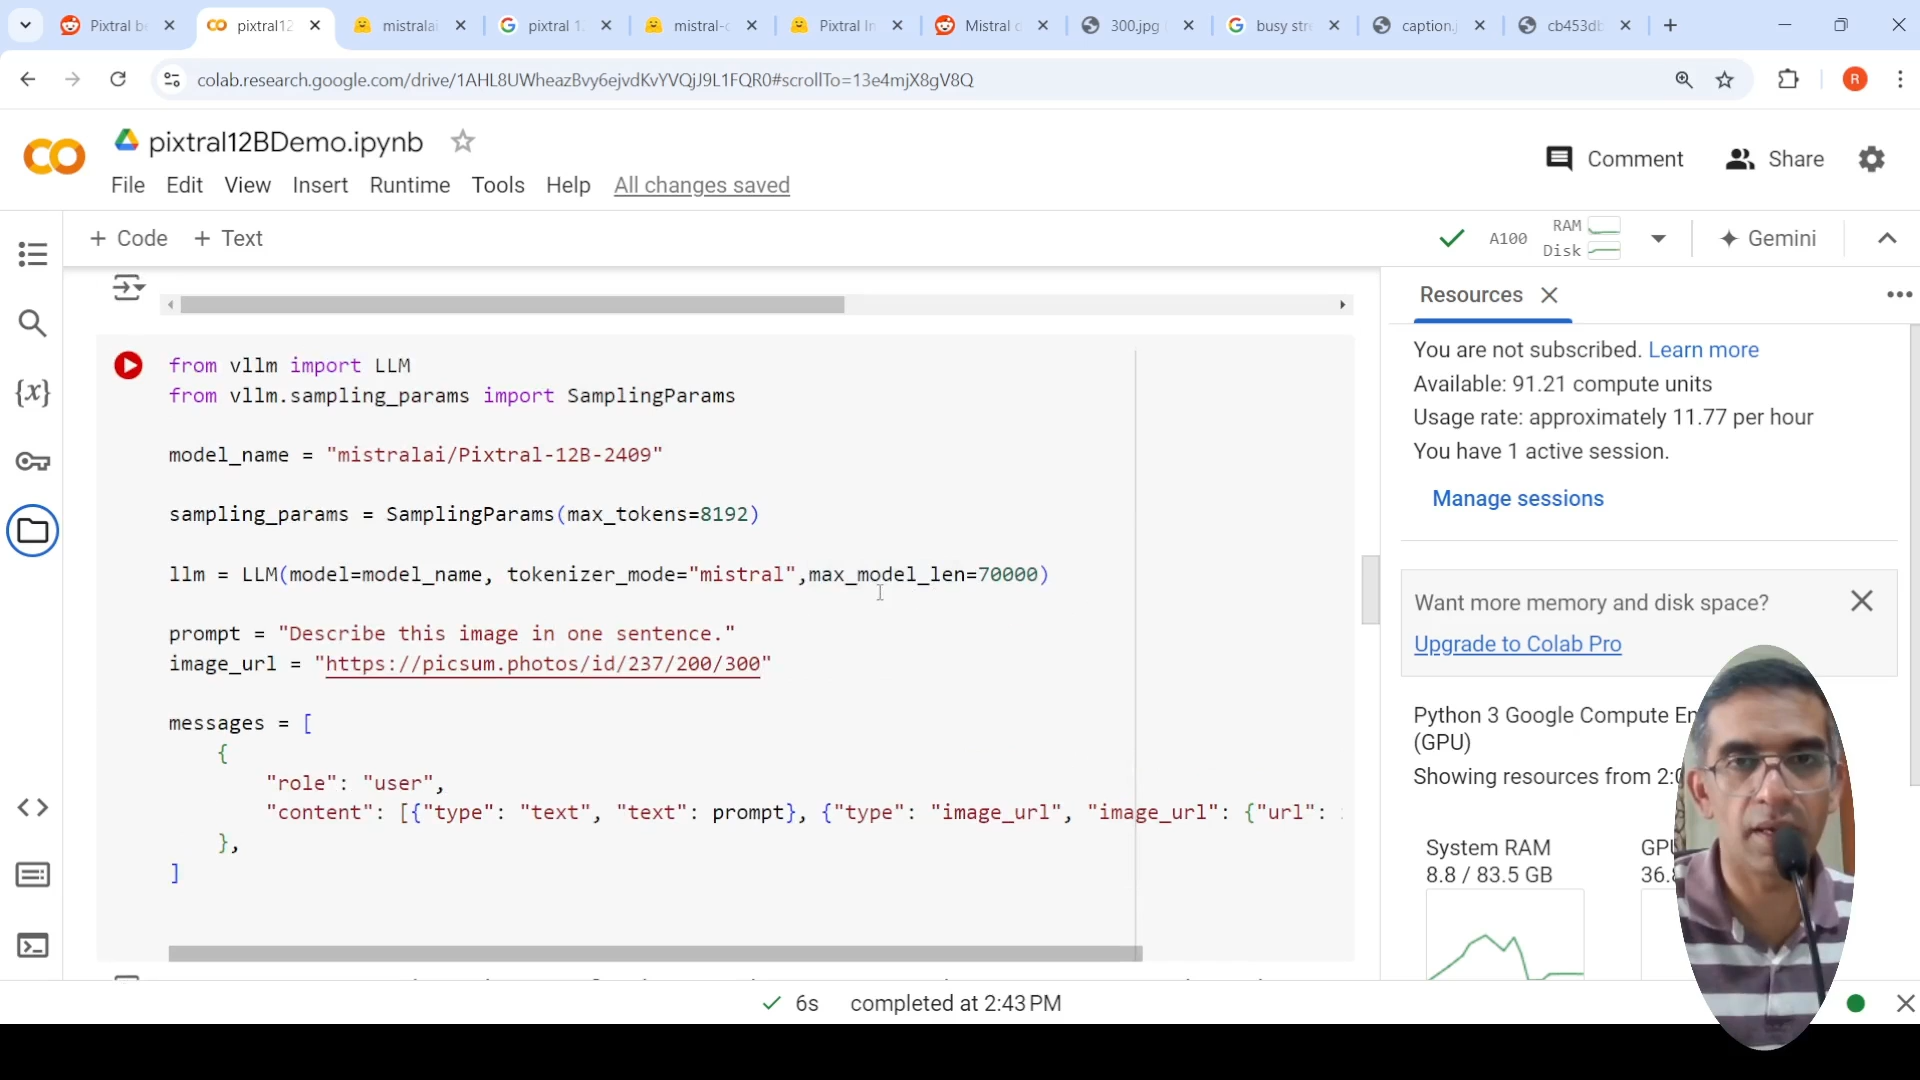 Pixtral be
pixtral12
mistralai
pixtral 1
mistral-c
Pixtral In
Mistral c
300.jpg
busy stre
caption.j
cb453db
colab.research.google.com/drive/1AHL8UWheazBvy6ejvdKvYVQjJ9L1FQR0#scrollTo=13e4mjX8gV8Q
R
pixtral12BDemo.ipynb
Comment
Share
File Edit View Insert Runtime Tools Help All changes saved
+ Code + Text
A100
RAM
Disk
Gemini
Resources
from vllm import LLM
from vllm.sampling_params import SamplingParams
model_name = "mistralai/Pixtral-12B-2409"
sampling_params = SamplingParams(max_tokens=8192)
llm = LLM(model=model_name, tokenizer_mode="mistral",max_model_len=70000)
prompt = "Describe this image in one sentence."
image_url = "https://picsum.photos/id/237/200/300"
messages = [
{
"role": "user",
"content": [{"type": "text", "text": prompt}, {"type": "image_url", "image_url": {"url":
},
]
You are not subscribed. Learn more
Available: 91.21 compute units
Usage rate: approximately 11.77 per hour
You have 1 active session.
Manage sessions
Want more memory and disk space?
Upgrade to Colab Pro
Python 3 Google Compute En
(GPU)
Showing resources from 2:
System RAM
8.8 / 83.5 GB
GPU
36.
6s completed at 2:43 PM